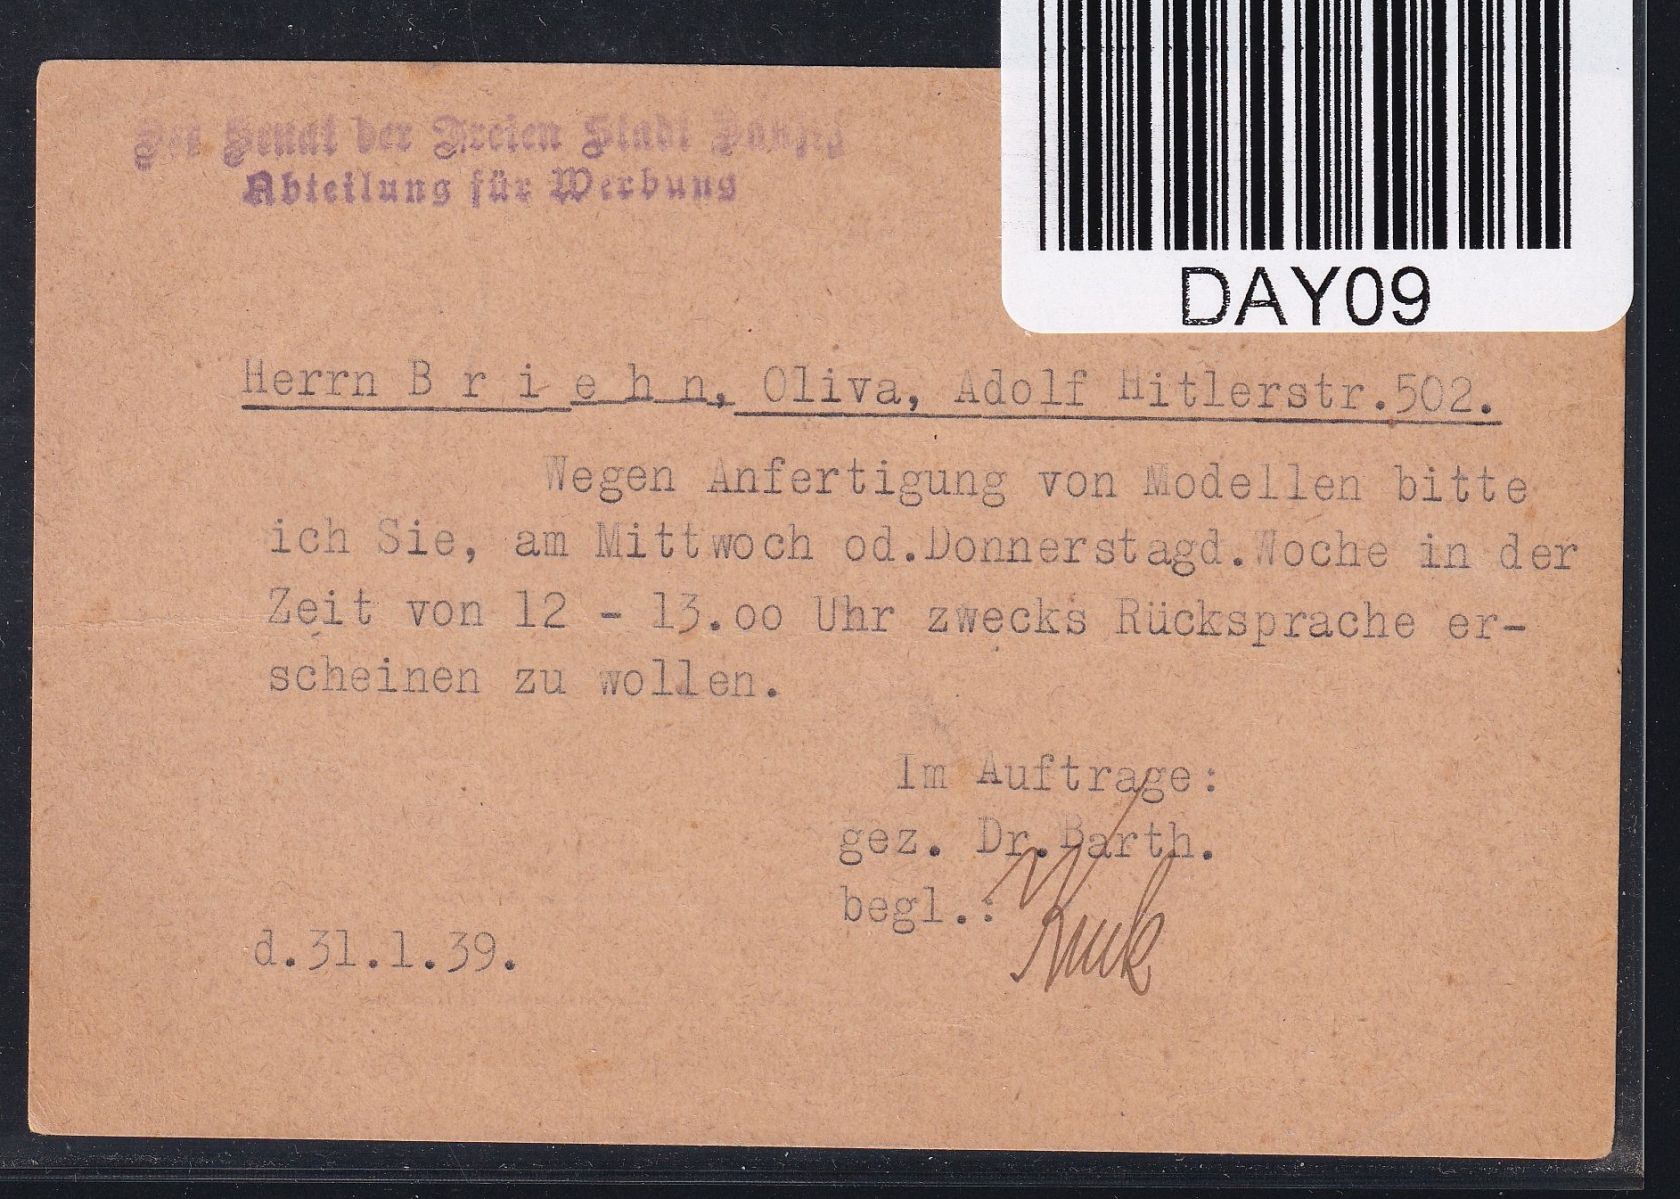 Der Senat der Freien Stadt Danzig
Abteilung für Werbung
DAY09
Herrn B r i e h n, Oliva, Adolf Hitlerstr.502.
Wegen Anfertigung von Modellen bitte
ich Sie, am Mittwoch od.Donnerstagd.Woche in der
Zeit von 12 - 13.oo Uhr zwecks Rücksprache er-
scheinen zu wollen.
Im Auftrage:
gez. Dr.Barth.
begl.:
d.31.1.39.